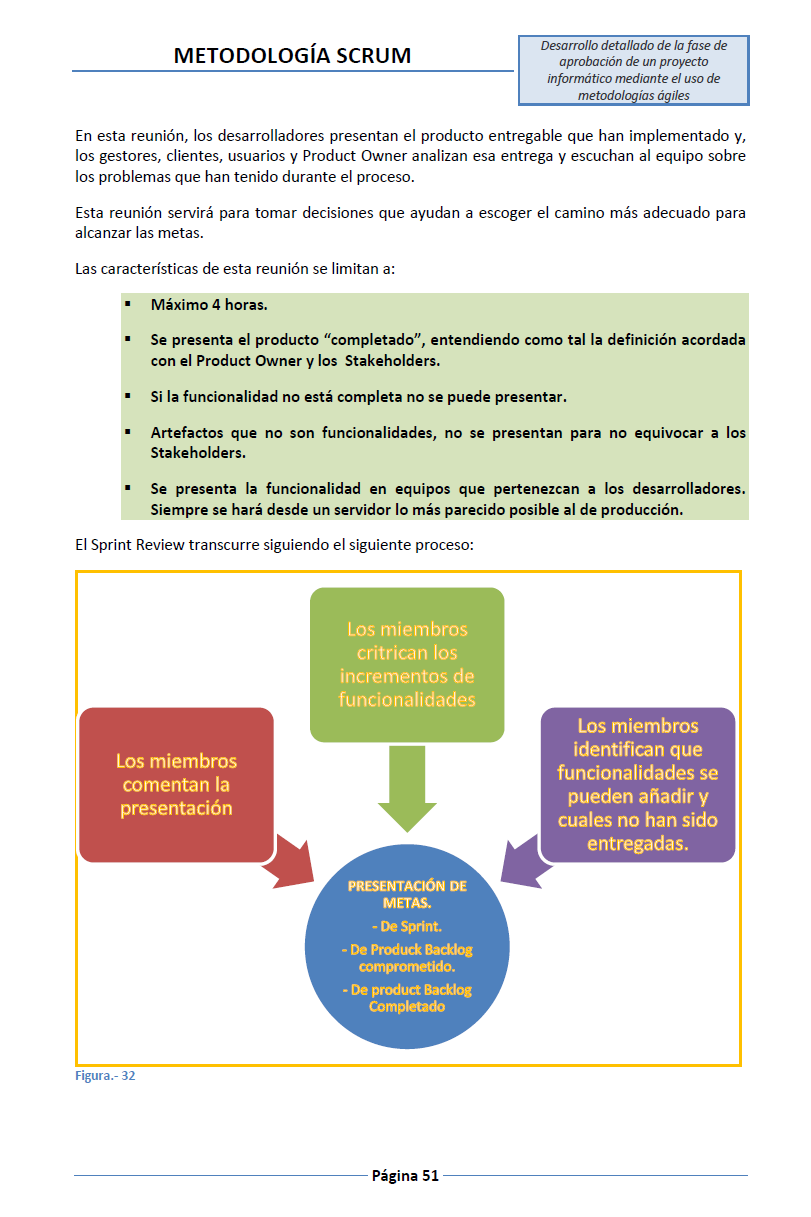 METODOLOGÍA SCRUM
Desarrollo detallado de la fase de
aprobación de un proyecto
informático mediante el uso de
metodologías ágiles
En esta reunión, los desarrolladores presentan el producto entregable que han implementado y,
los gestores, clientes, usuarios y Product Owner analizan esa entrega y escuchan al equipo sobre
los problemas que han tenido durante el proceso.
Esta reunión servirá para tomar decisiones que ayudan a escoger el camino más adecuado para
alcanzar las metas.
Las características de esta reunión se limitan a:
▪ Máximo 4 horas.
▪ Se presenta el producto “completado”, entendiendo como tal la definición acordada
con el Product Owner y los Stakeholders.
▪ Si la funcionalidad no está completa no se puede presentar.
▪ Artefactos que no son funcionalidades, no se presentan para no equivocar a los
Stakeholders.
▪ Se presenta la funcionalidad en equipos que pertenezcan a los desarrolladores.
Siempre se hará desde un servidor lo más parecido posible al de producción.
El Sprint Review transcurre siguiendo el siguiente proceso:
Los miembros
critrican los
incrementos de
funcionalidades
Los miembros
comentan la
presentación
Los miembros
identifican que
funcionalidades se
pueden añadir y
cuales no han sido
entregadas.
PRESENTACIÓN DE
METAS.
- De Sprint.
- De Produck Backlog
comprometido.
- De product Backlog
Completado
Figura.- 32
Página 51